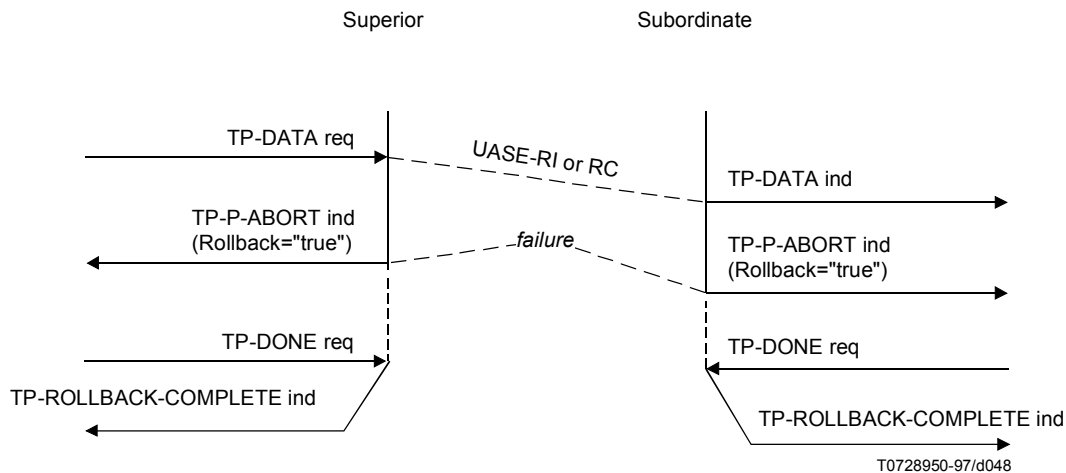 Superior
Subordinate
TP-DATA req
UASE-RI or RC
TP-DATA ind
TP-P-ABORT ind
(Rollback="true")
failure
TP-P-ABORT ind
(Rollback="true")
TP-DONE req
TP-DONE req
TP-ROLLBACK-COMPLETE ind
TP-ROLLBACK-COMPLETE ind
T0728950-97/d048